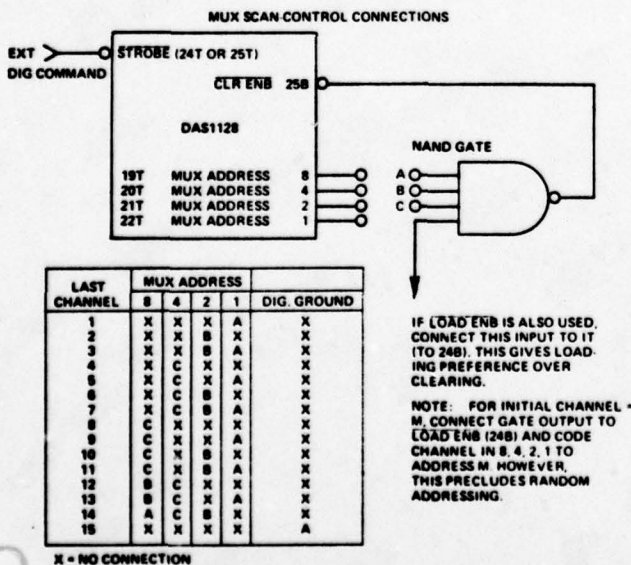 MUX SCAN-CONTROL CONNECTIONS
EXT
DIG COMMAND
STROBE (24T OR 25T)
CLR ENB 25B
DAS1128
NAND GATE
19T MUX ADDRESS 8
20T MUX ADDRESS 4
21T MUX ADDRESS 2
22T MUX ADDRESS 1
A
B
C
LAST CHANNEL MUX ADDRESS
8 4 2 1 DIG. GROUND
1 X X X A X
2 X X B X X
3 X X B A X
4 X C X X X
5 X C X A X
6 X C B X X
7 X C B A X
8 C X X X X
9 C X X A X
10 C X B X X
11 C X B A X
12 B C X X X
13 B C X A X
14 A C B X X
15 X X X X A
X = NO CONNECTION
IF LOAD ENB IS ALSO USED,
CONNECT THIS INPUT TO IT
(TO 24B). THIS GIVES LOAD-
ING PREFERENCE OVER
CLEARING.
NOTE: FOR INITIAL CHANNEL =
M, CONNECT GATE OUTPUT TO
LOAD ENB (24B) AND CODE
CHANNEL IN 8, 4, 2, 1 TO
ADDRESS M. HOWEVER,
THIS PRECLUDES RANDOM
ADDRESSING.